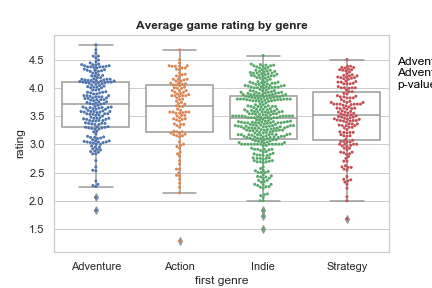 Average game rating by genre
4.5
4.0
3.5
3.0
2.5
2.0
1.5
rating
Adventure
Action
Indie
Strategy
first genre
Advent
Advent
p-value